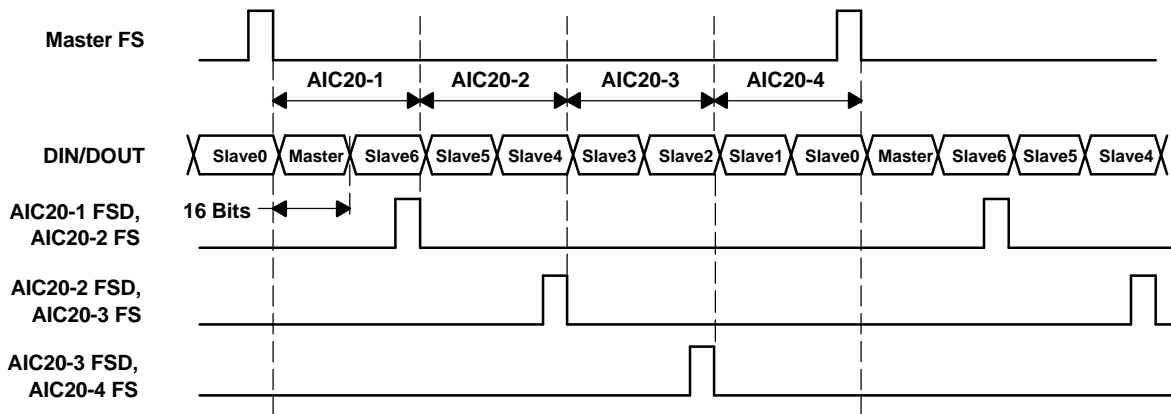 Master FS
AIC20-1 AIC20-2 AIC20-3 AIC20-4
DIN/DOUT
Slave0 Master Slave6 Slave5 Slave4 Slave3 Slave2 Slave1 Slave0 Master Slave6 Slave5 Slave4
16 Bits
AIC20-1 FSD,
AIC20-2 FS
AIC20-2 FSD,
AIC20-3 FS
AIC20-3 FSD,
AIC20-4 FS